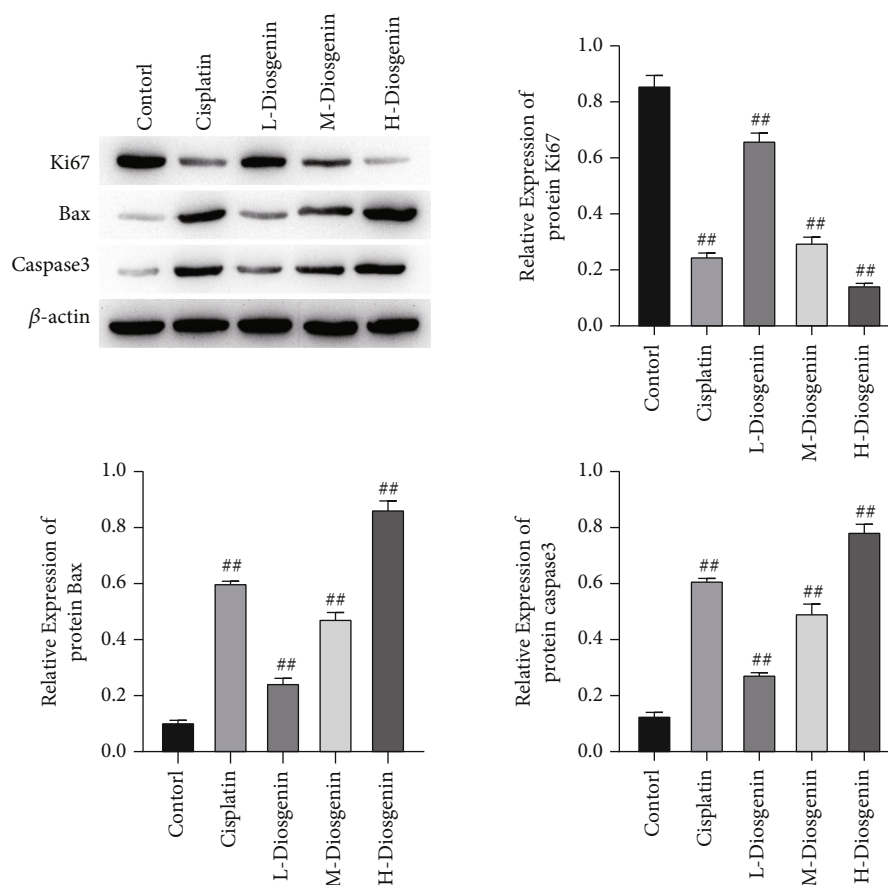 Contorl
Cisplatin
L-Diosgenin
M-Diosgenin
H-Diosgenin
Ki67
Bax
Caspase3
β-actin
Relative Expression of
protein Ki67
1.0
0.8
0.6
0.4
0.2
0.0
##
##
##
##
Contorl
Cisplatin
L-Diosgenin
M-Diosgenin
H-Diosgenin
Relative Expression of
protein Bax
1.0
0.8
0.6
0.4
0.2
0.0
##
##
##
##
Contorl
Cisplatin
L-Diosgenin
M-Diosgenin
H-Diosgenin
Relative Expression of
protein caspase3
1.0
0.8
0.6
0.4
0.2
0.0
##
##
##
##
Contorl
Cisplatin
L-Diosgenin
M-Diosgenin
H-Diosgenin